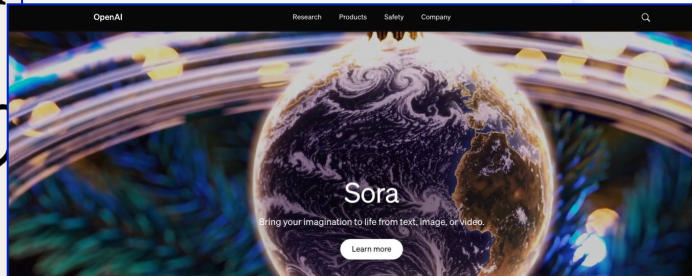 OpenAI Research Products Safety Company
Sora
Bring your imagination to life from text, image, or video.
Learn more